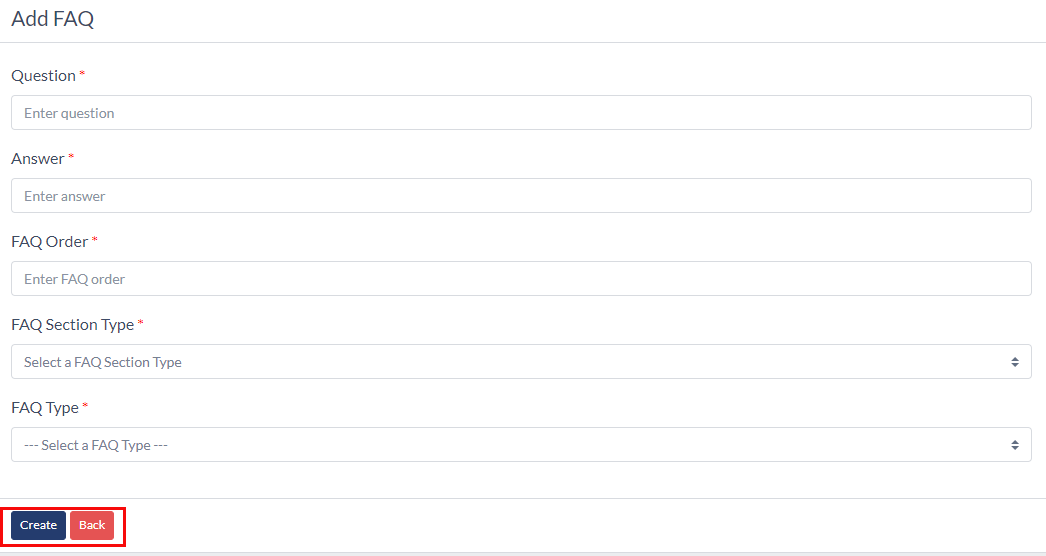 Add FAQ
Question *
Enter question
Answer *
Enter answer
FAQ Order *
Enter FAQ order
FAQ Section Type *
Select a FAQ Section Type
FAQ Type *
--- Select a FAQ Type ---
Create Back